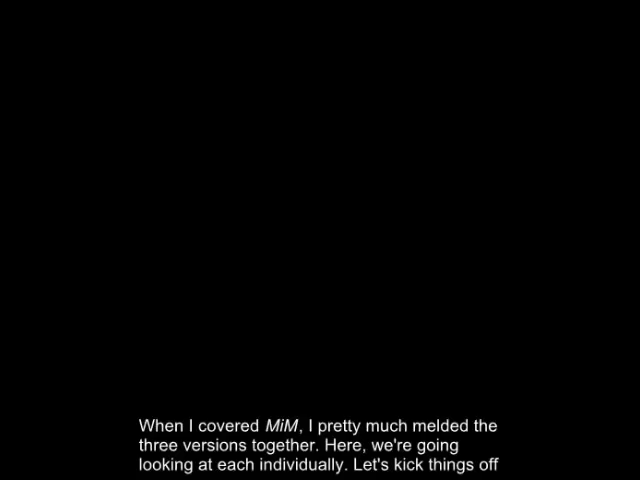 When I covered MiM, I pretty much melded the
three versions together. Here, we're going
looking at each individually. Let's kick things off